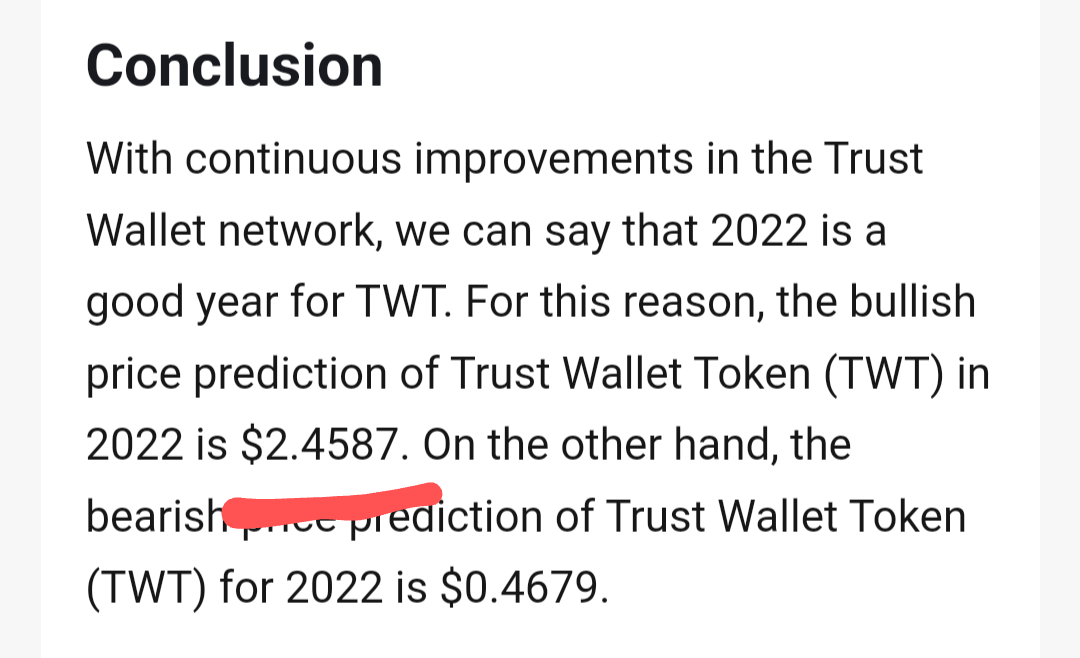 Conclusion
With continuous improvements in the Trust
Wallet network, we can say that 2022 is a
good year for TWT. For this reason, the bullish
price prediction of Trust Wallet Token (TWT) in
2022 is $2.4587. On the other hand, the
bearish price prediction of Trust Wallet Token
(TWT) for 2022 is $0.4679.